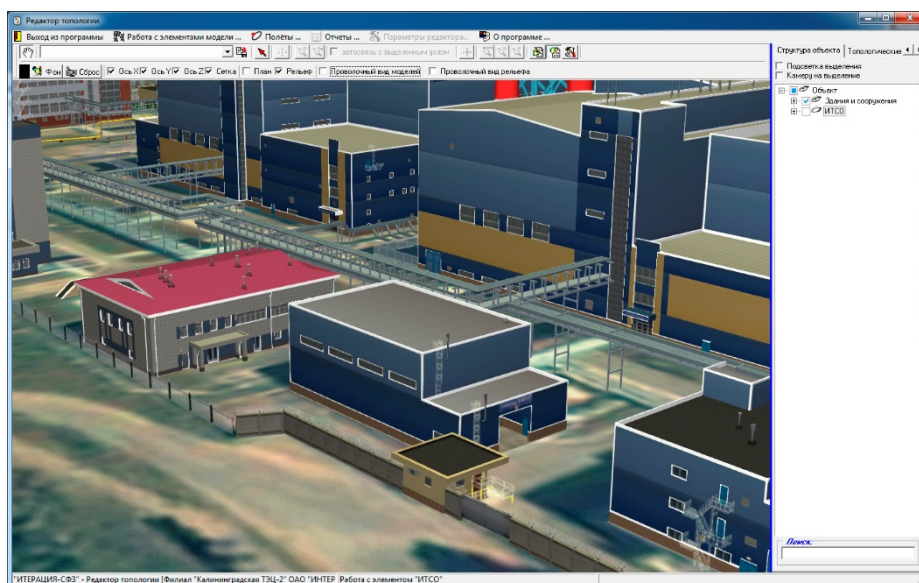 Редактор топологии
Выход из программы Работа с элементами модели ... Полёты ... Отчеты ... Параметры редактора... О программе ...
автосвязь с выделенным узлом
Фон Сброс Ось X Ось Y Ось Z Сетка План Рельеф Проволочный вид моделей Проволочный вид рельефа
Структура объекта Топологические
Подсветка выделения
Камеру на выделение
Объект
Здания и сооружения
ИТСО
Поиск:
"ИТЕРАЦИЯ-СФЗ" - Редактор топологии (Филиал "Калининградская ТЭЦ-2" ОАО "ИНТЕР Работа с элементом "ИТСО"